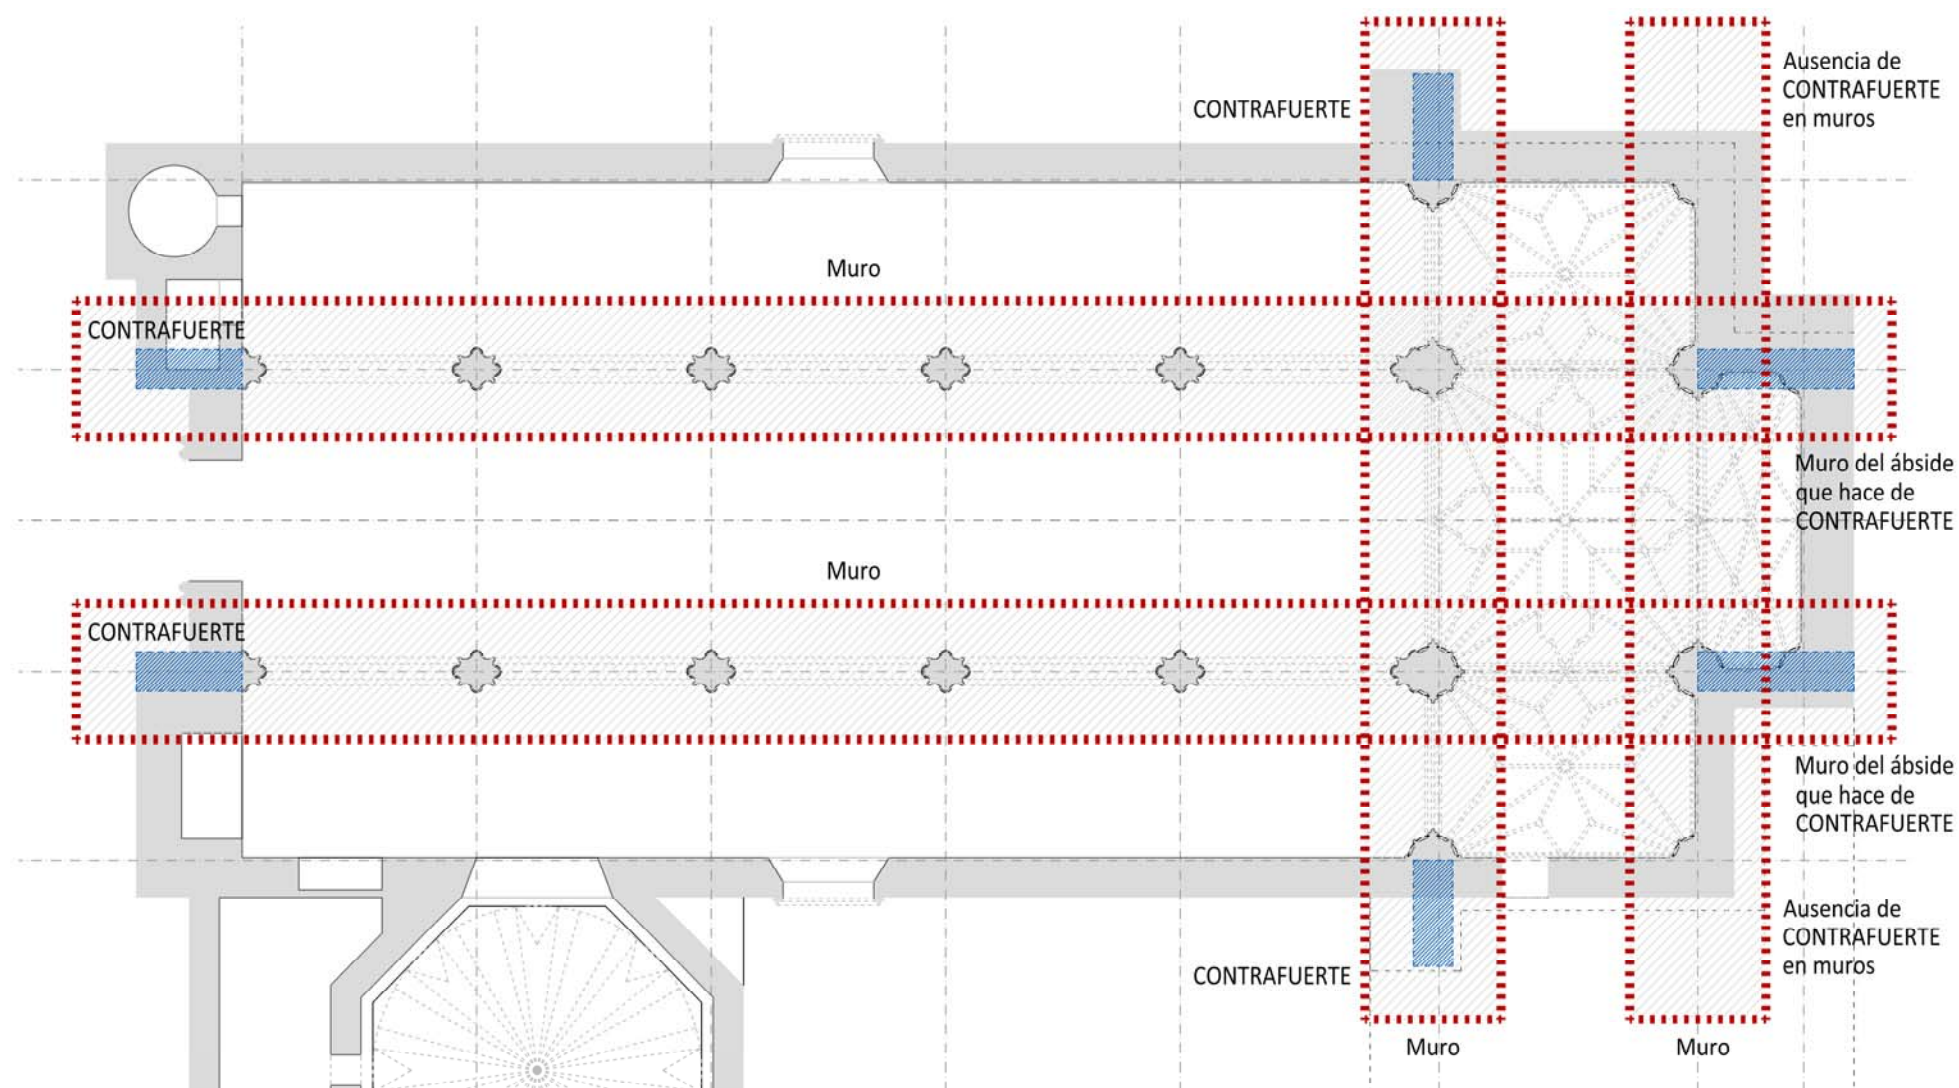 Ausencia de
CONTRAFUERTE
en muros
CONTRAFUERTE
Muro
CONTRAFUERTE
Muro del ábside
que hace de
CONTRAFUERTE
Muro
CONTRAFUERTE
Muro del ábside
que hace de
CONTRAFUERTE
Ausencia de
CONTRAFUERTE
en muros
CONTRAFUERTE
Muro
Muro